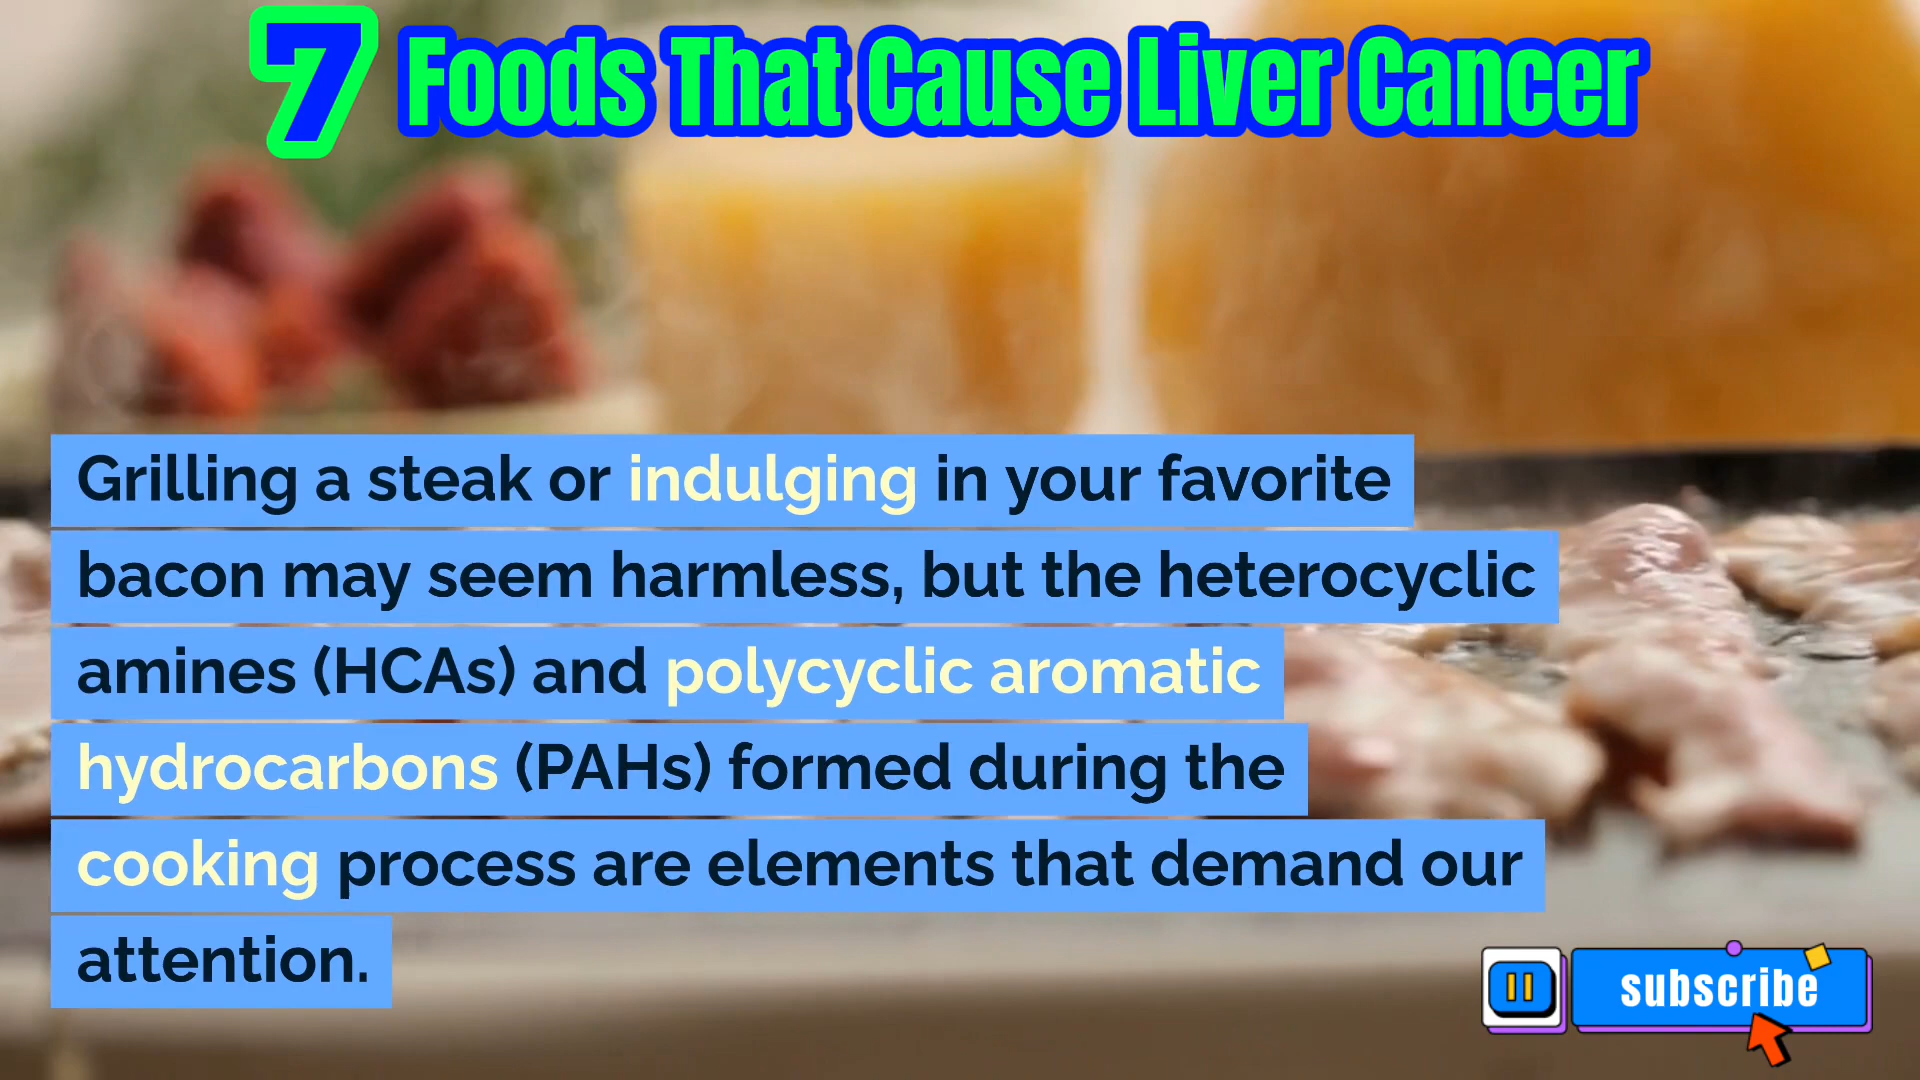 7 Foods That Cause Liver Cancer
Grilling a steak or indulging in your favorite
bacon may seem harmless, but the heterocyclic
amines (HCAs) and polycyclic aromatic
hydrocarbons (PAHs) formed during the
cooking process are elements that demand our
attention.
subscribe